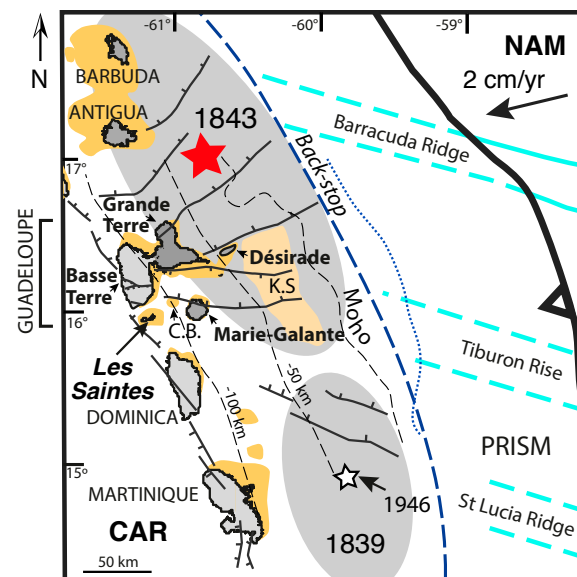 -61°
-60°
-59°
NAM
2 cm/yr
N
BARBUDA
ANTIGUA
1843
Barracuda Ridge
Back-stop
17°
Grande
Terre
Désirade
GUADELOUPE
Basse
Terre
K.S
16°
C.B.
Marie-Galante
Moho
Les
Saintes
Tiburon Rise
-50 km
-100 km
DOMINICA
PRISM
15°
MARTINIQUE
1946
St Lucia Ridge
CAR
1839
50 km